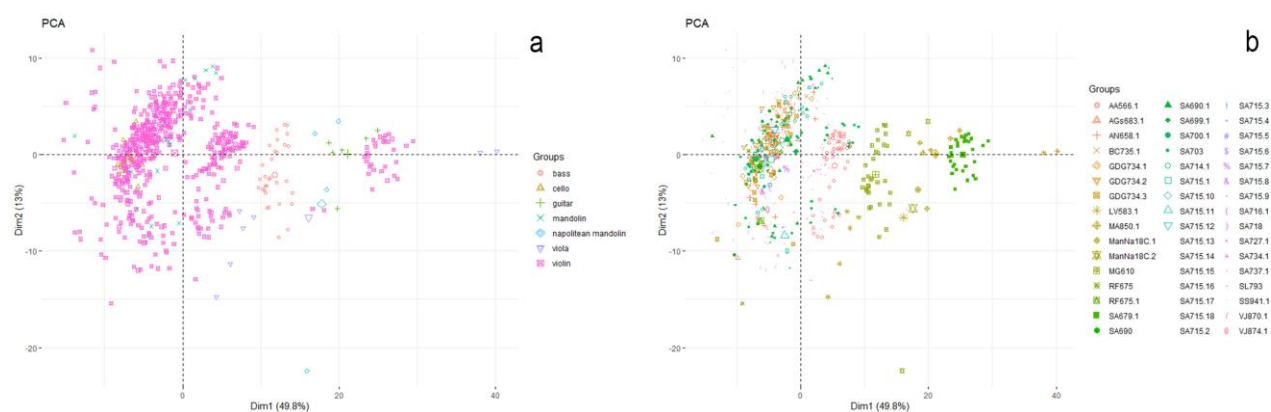 PCA
a
10
0
-10
-20
0
20
40
Dim2 (13%)
Dim1 (49.8%)
Groups
bass
cello
guitar
mandolin
napolitean mandolin
viola
violin
PCA
b
10
0
-10
-20
0
20
40
Dim2 (13%)
Dim1 (49.8%)
Groups
AA566.1
AGs683.1
AN658.1
BC735.1
GDG734.1
GDG734.2
GDG734.3
LV583.1
MA850.1
ManNa18C.1
ManNa18C.2
MG610
RF675
RF675.1
SA679.1
SA690
SA690.1
SA699.1
SA700.1
SA703
SA714.1
SA715.1
SA715.10
SA715.11
SA715.12
SA715.13
SA715.14
SA715.15
SA715.16
SA715.17
SA715.18
SA715.2
SA715.3
SA715.4
SA715.5
SA715.6
SA715.7
SA715.8
SA715.9
SA716.1
SA718
SA727.1
SA734.1
SA737.1
SL793
SS941.1
VJ870.1
VJ874.1